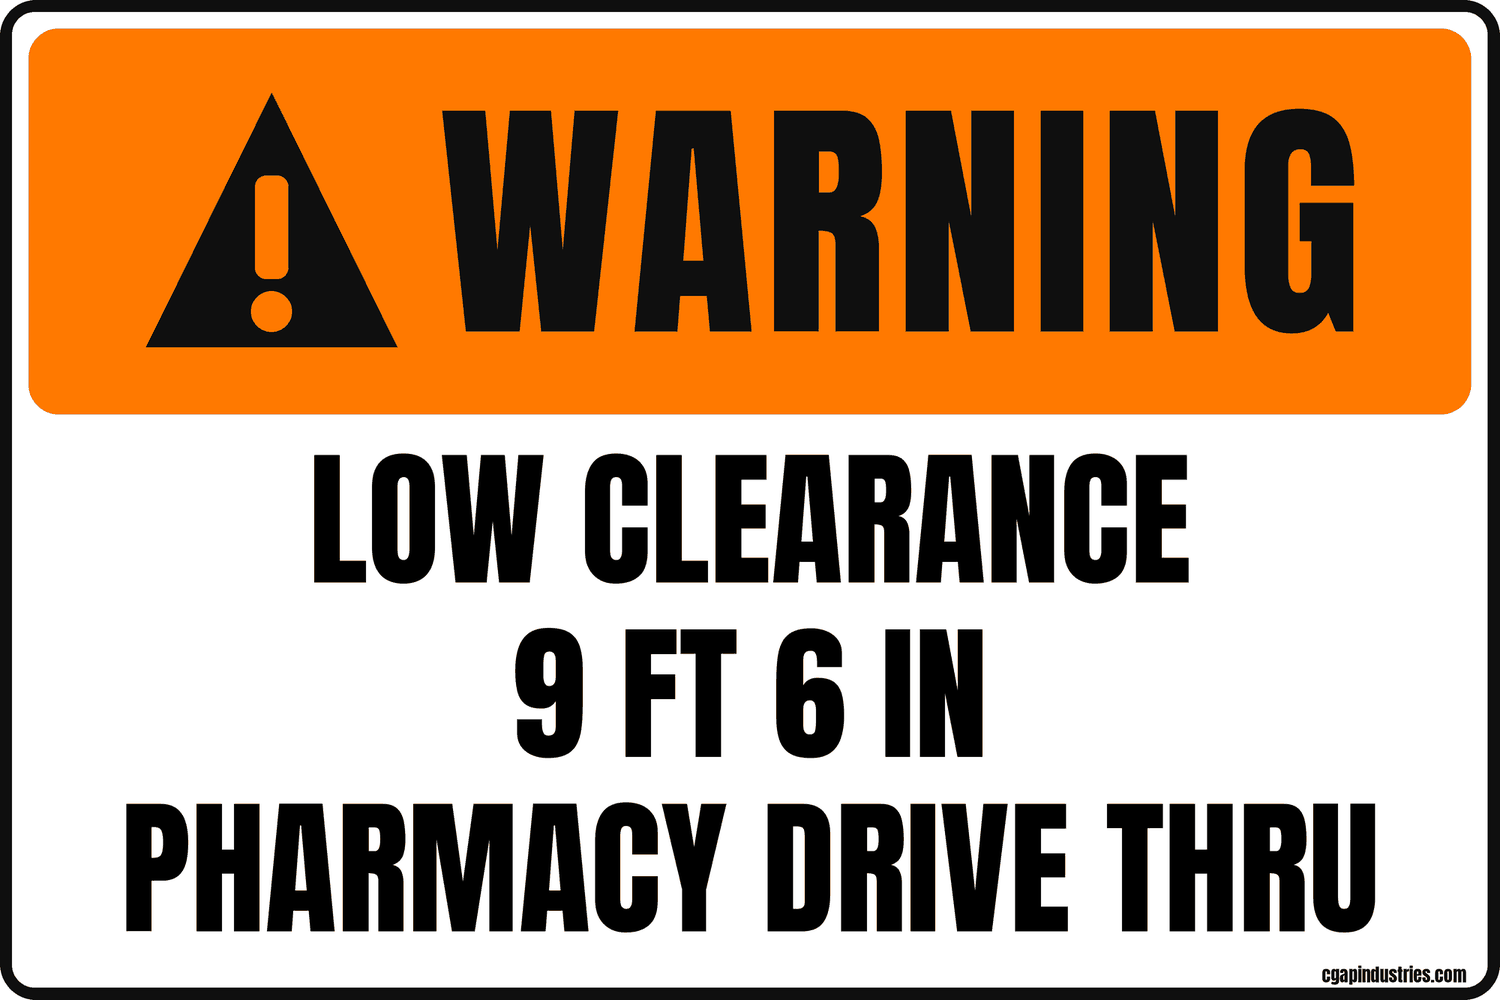 WARNING
LOW CLEARANCE
9 FT 6 IN
PHARMACY DRIVE THRU
cgapindustries.com